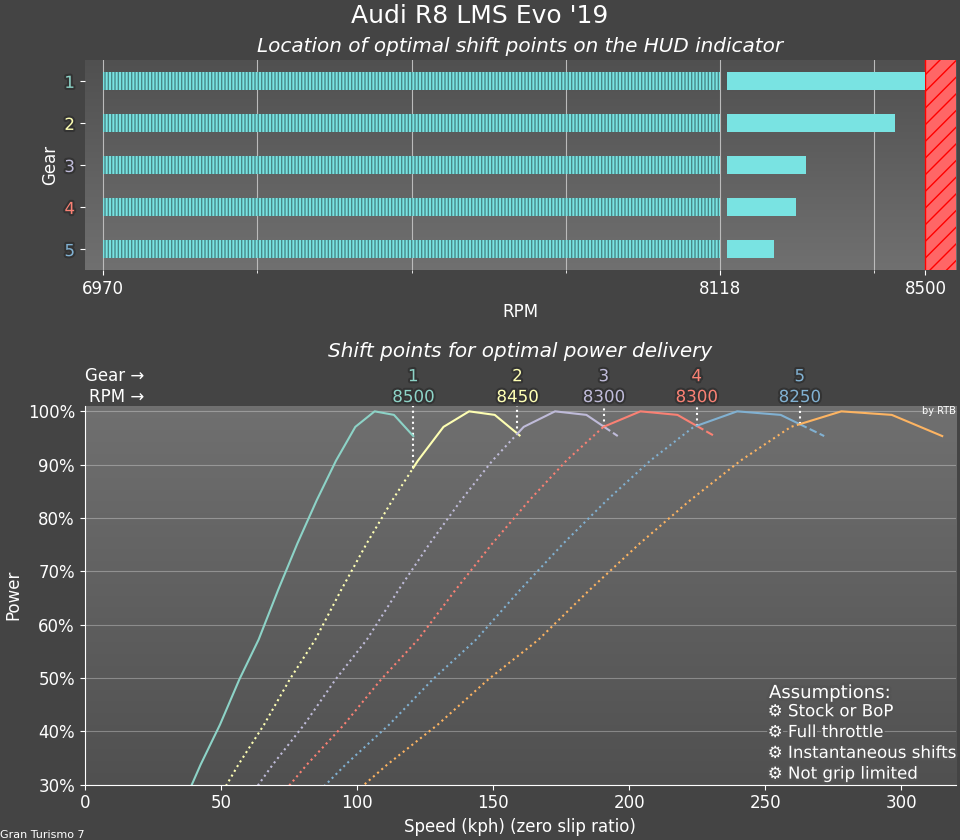 Audi R8 LMS Evo '19
Location of optimal shift points on the HUD indicator
Gear
1
2
3
4
5
6970 8118 8500
RPM
Shift points for optimal power delivery
Gear → 1 2 3 4 5
RPM → 8500 8450 8300 8300 8250
by RTB
Power
100%
90%
80%
70%
60%
50%
40%
30%
Assumptions:
⚙ Stock or BoP
⚙ Full throttle
⚙ Instantaneous shifts
⚙ Not grip limited
0 50 100 150 200 250 300
Speed (kph) (zero slip ratio)
Gran Turismo 7